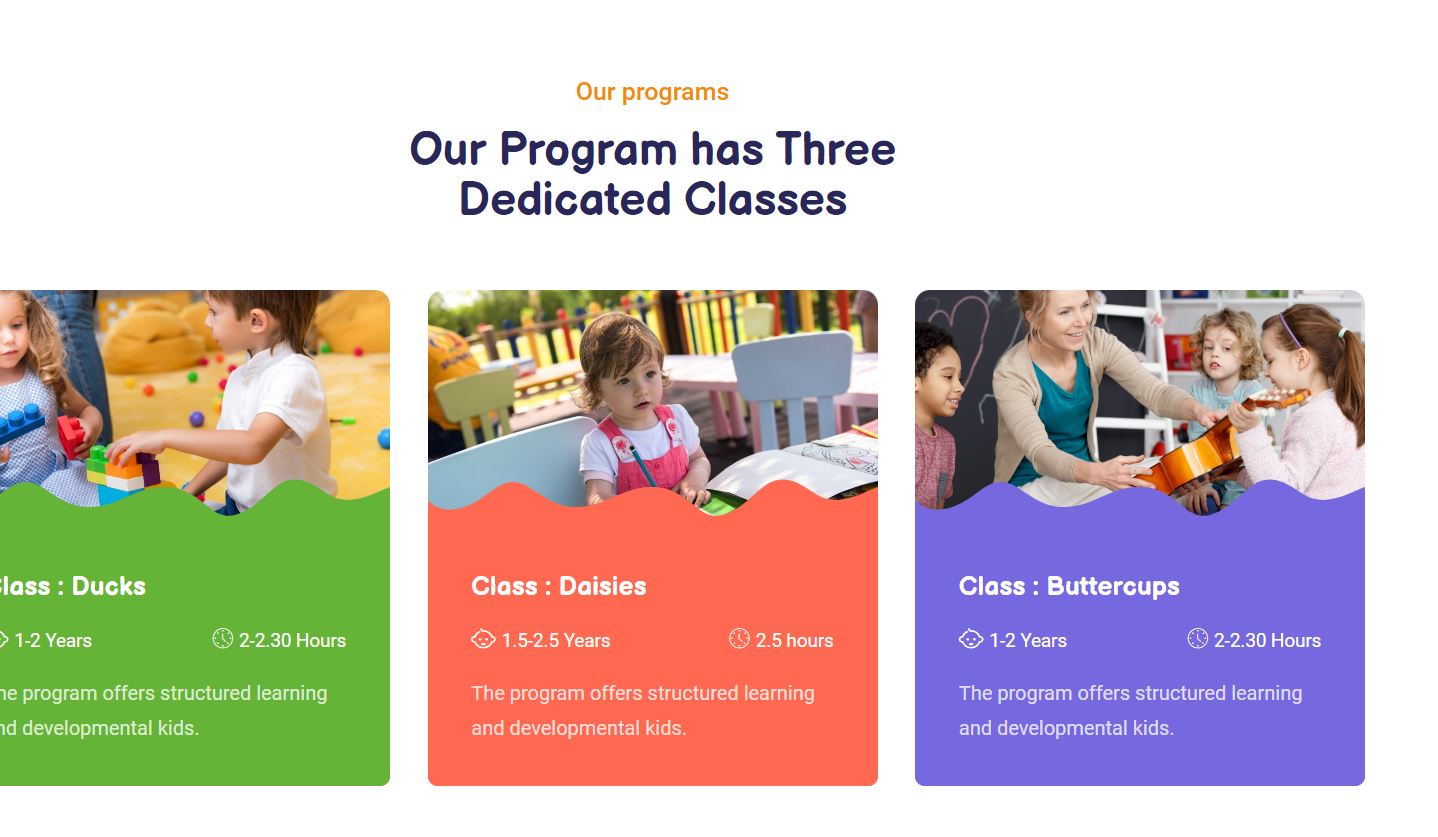 Our programs
Our Program has Three
Dedicated Classes
lass : Ducks
1-2 Years
2-2.30 Hours
he program offers structured learning
nd developmental kids.
Class : Daisies
1.5-2.5 Years
2.5 hours
The program offers structured learning
and developmental kids.
Class : Buttercups
1-2 Years
2-2.30 Hours
The program offers structured learning
and developmental kids.